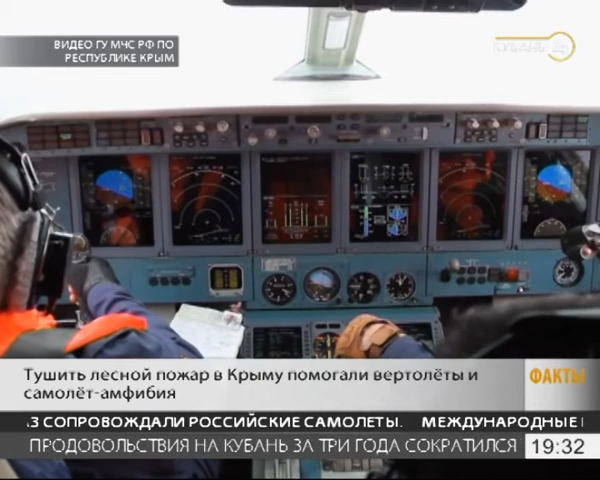 ВИДЕО ГУ МЧС РФ ПО
РЕСПУБЛИКЕ КРЫМ
КУБАНЬ 24
Тушить лесной пожар в Крыму помогали вертолёты и
самолёт-амфибия
ФАКТЫ
СОПРОВОЖДАЛИ РОССИЙСКИЕ САМОЛЕТЫ. МЕЖДУНАРОДНЫЕ
ПРОДОВОЛЬСТВИЯ НА КУБАНЬ ЗА ТРИ ГОДА СОКРАТИЛСЯ
19:32